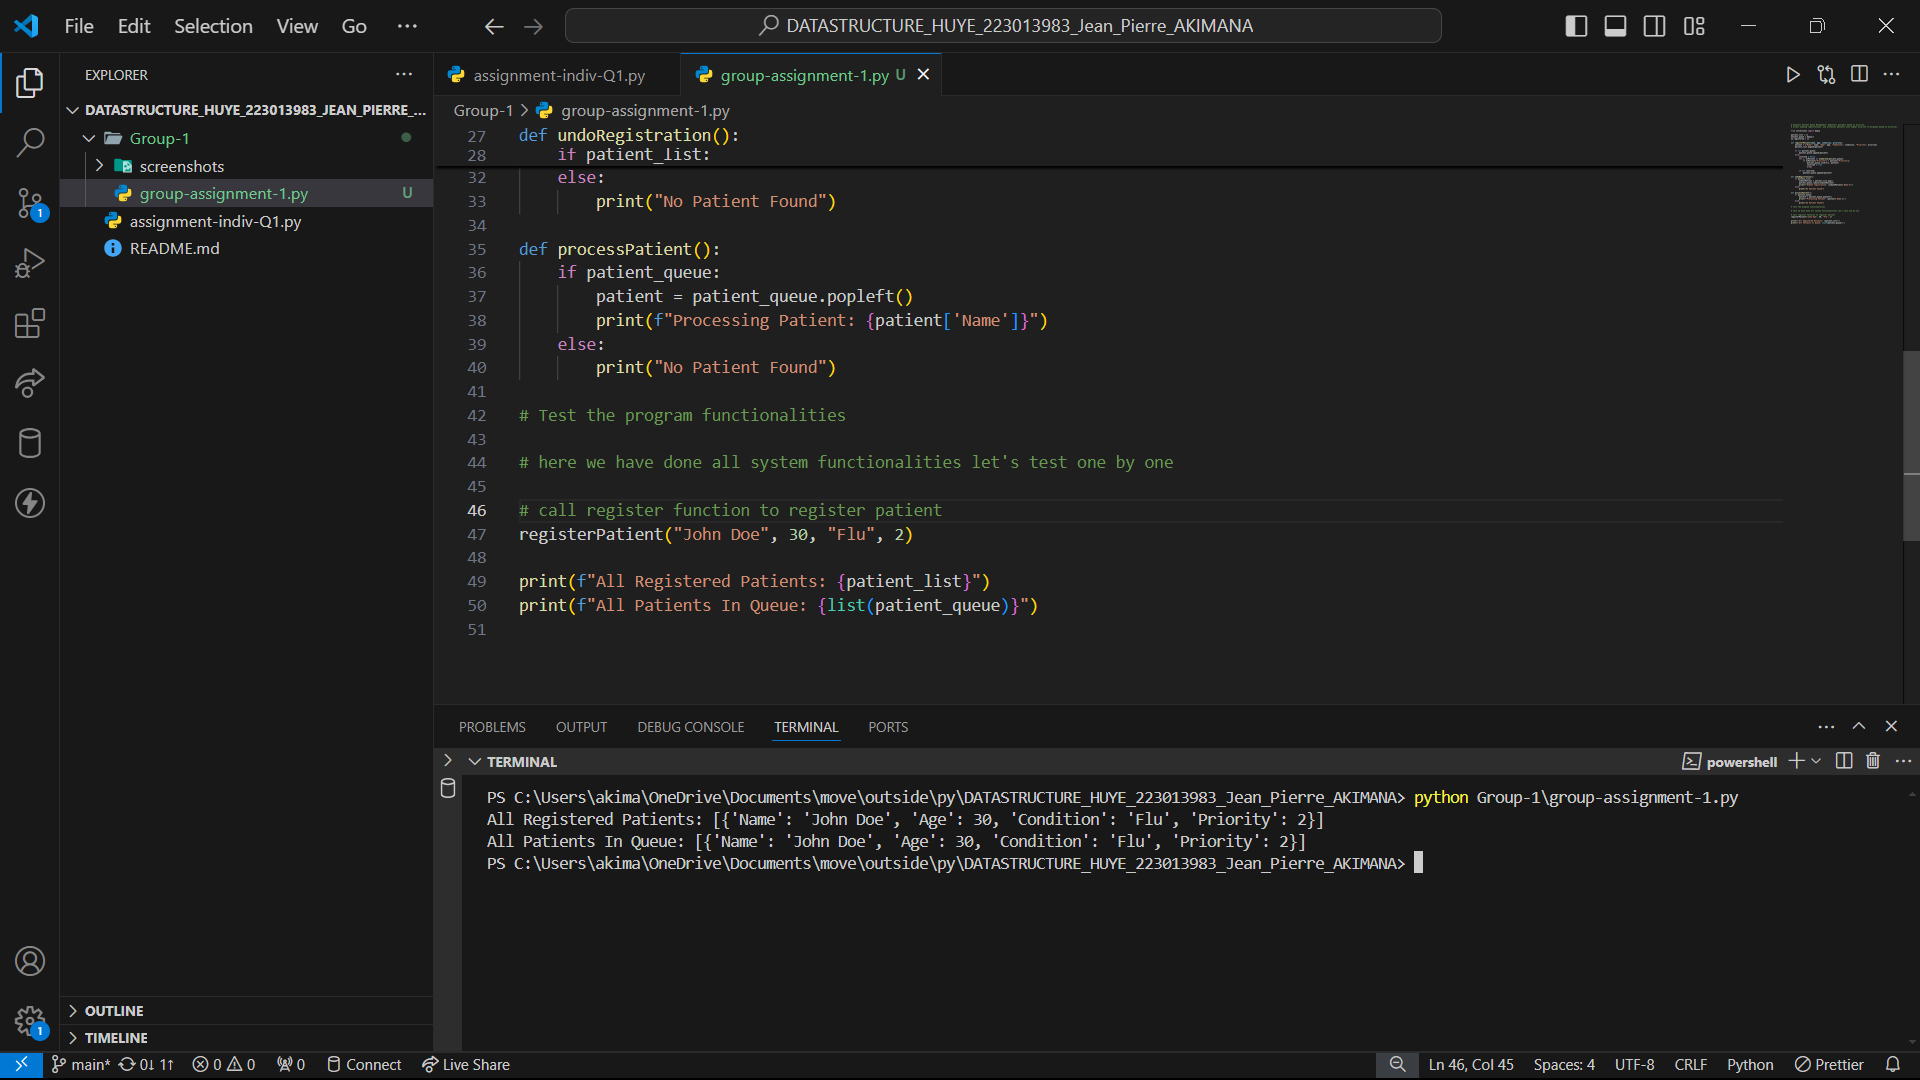 File Edit Selection View Go ··· DATASTRUCTURE_HUYE_223013983_Jean_Pierre_AKIMANA
EXPLORER
DATASTRUCTURE_HUYE_223013983_JEAN_PIERRE_...
Group-1
screenshots
group-assignment-1.py U
assignment-indiv-Q1.py
README.md
OUTLINE
TIMELINE
assignment-indiv-Q1.py group-assignment-1.py U
Group-1 > group-assignment-1.py
27 def undoRegistration():
28 if patient_list:
32 else:
33 print("No Patient Found")
34
35 def processPatient():
36 if patient_queue:
37 patient = patient_queue.popleft()
38 print(f"Processing Patient: {patient['Name']}")
39 else:
40 print("No Patient Found")
41
42 # Test the program functionalities
43
44 # here we have done all system functionalities let's test one by one
45
46 # call register function to register patient
47 registerPatient("John Doe", 30, "Flu", 2)
48
49 print(f"All Registered Patients: {patient_list}")
50 print(f"All Patients In Queue: {list(patient_queue)}")
51
PROBLEMS OUTPUT DEBUG CONSOLE TERMINAL PORTS
TERMINAL powershell
PS C:\Users\akima\OneDrive\Documents\move\outside\py\DATASTRUCTURE_HUYE_223013983_Jean_Pierre_AKIMANA> python Group-1\group-assignment-1.py
All Registered Patients: [{'Name': 'John Doe', 'Age': 30, 'Condition': 'Flu', 'Priority': 2}]
All Patients In Queue: [{'Name': 'John Doe', 'Age': 30, 'Condition': 'Flu', 'Priority': 2}]
PS C:\Users\akima\OneDrive\Documents\move\outside\py\DATASTRUCTURE_HUYE_223013983_Jean_Pierre_AKIMANA>
1
1
main* 0↓ 1↑ 0 0 0 Connect Live Share Ln 46, Col 45 Spaces: 4 UTF-8 CRLF Python Prettier